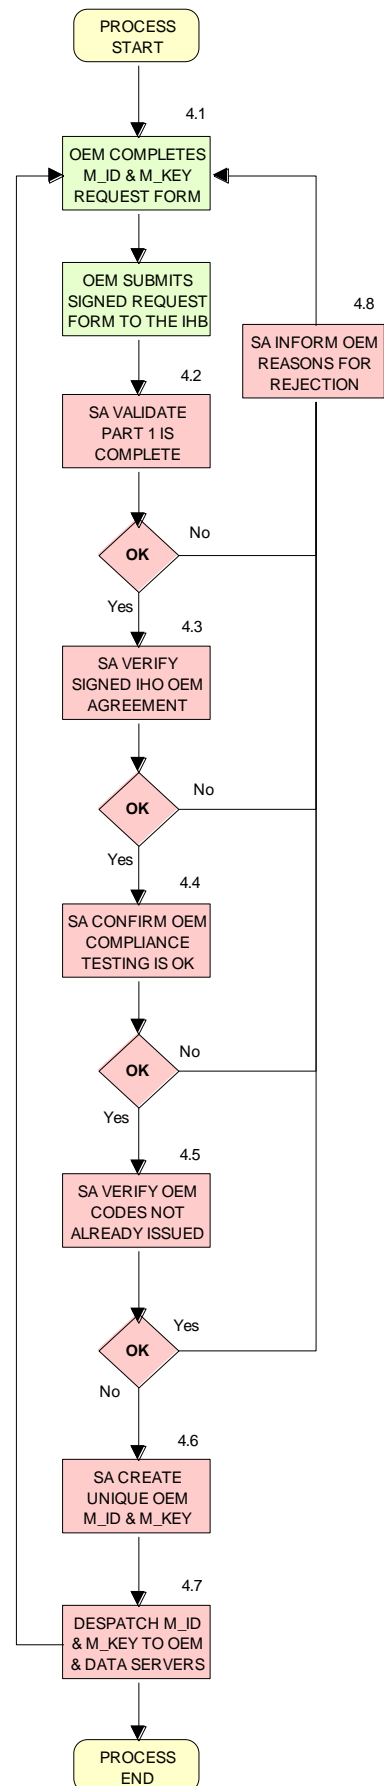 PROCESS
START
4.1
OEM COMPLETES
M_ID & M_KEY
REQUEST FORM
OEM SUBMITS
SIGNED REQUEST
FORM TO THE IHB
4.8
SA INFORM OEM
REASONS FOR
REJECTION
4.2
SA VALIDATE
PART 1 IS
COMPLETE
OK
No
Yes
4.3
SA VERIFY
SIGNED IHO OEM
AGREEMENT
OK
No
Yes
4.4
SA CONFIRM OEM
COMPLIANCE
TESTING IS OK
OK
No
Yes
4.5
SA VERIFY OEM
CODES NOT
ALREADY ISSUED
OK
Yes
No
4.6
SA CREATE
UNIQUE OEM
M_ID & M_KEY
4.7
DESPATCH M_ID
& M_KEY TO OEM
& DATA SERVERS
PROCESS
END